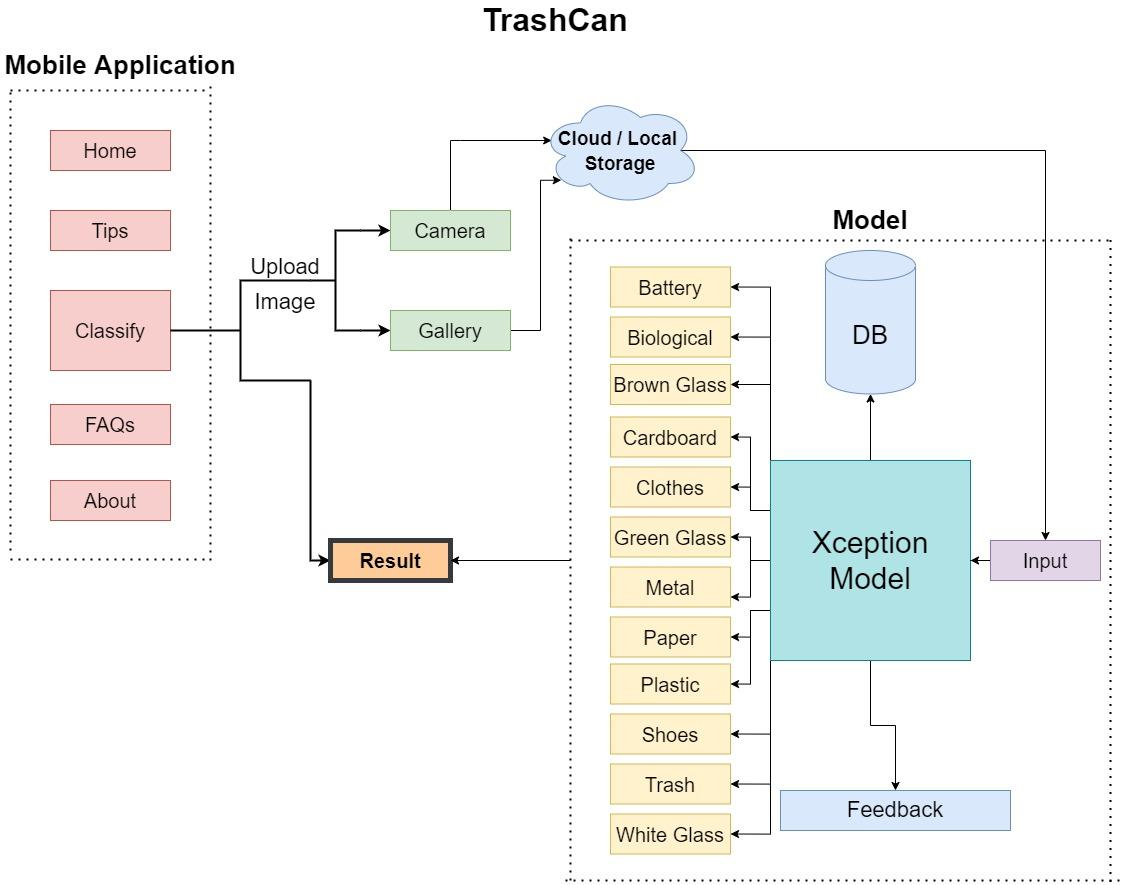 TrashCan
Mobile Application
Home
Tips
Classify
FAQs
About
Upload
Image
Camera
Gallery
Cloud / Local
Storage
Result
Model
Battery
Biological
Brown Glass
Cardboard
Clothes
Green Glass
Metal
Paper
Plastic
Shoes
Trash
White Glass
DB
Xception
Model
Input
Feedback